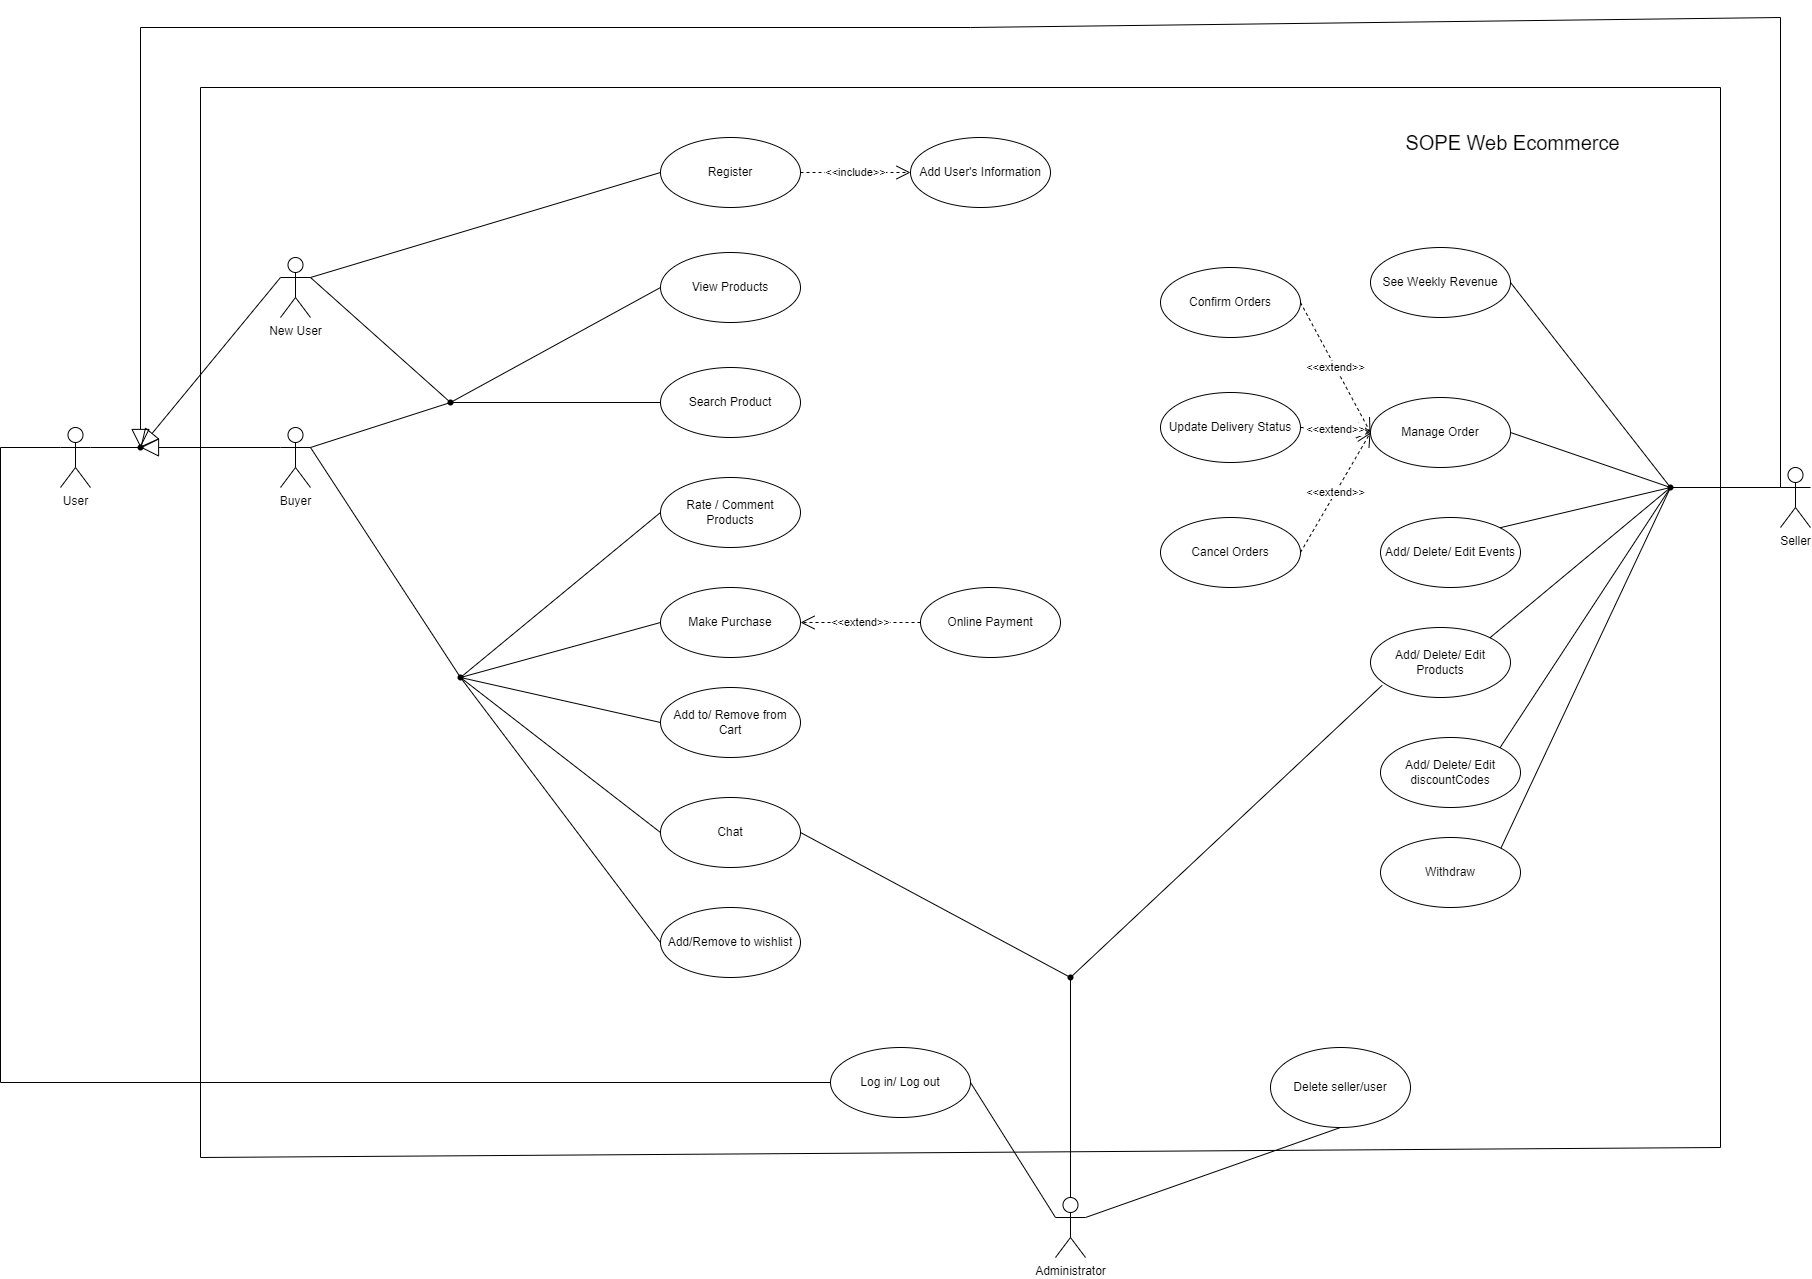 SOPE Web Ecommerce
Register
<<include>>
Add User's Information
View Products
See Weekly Revenue
Confirm Orders
New User
<<extend>>
Search Product
Update Delivery Status
<<extend>>
Manage Order
User
Buyer
<<extend>>
Rate / Comment
Products
Seller
Cancel Orders
Add/ Delete/ Edit Events
Make Purchase
<<extend>>
Online Payment
Add/ Delete/ Edit
Products
Add to/ Remove from
Cart
Add/ Delete/ Edit
discountCodes
Chat
Withdraw
Add/Remove to wishlist
Log in/ Log out
Delete seller/user
Administrator